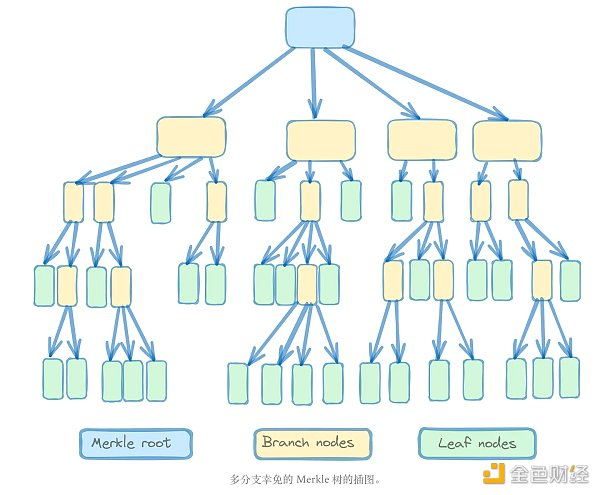 Merkle root
Branch nodes
Leaf nodes
多分支幸免的 Merkle 树的插图。
金色财经